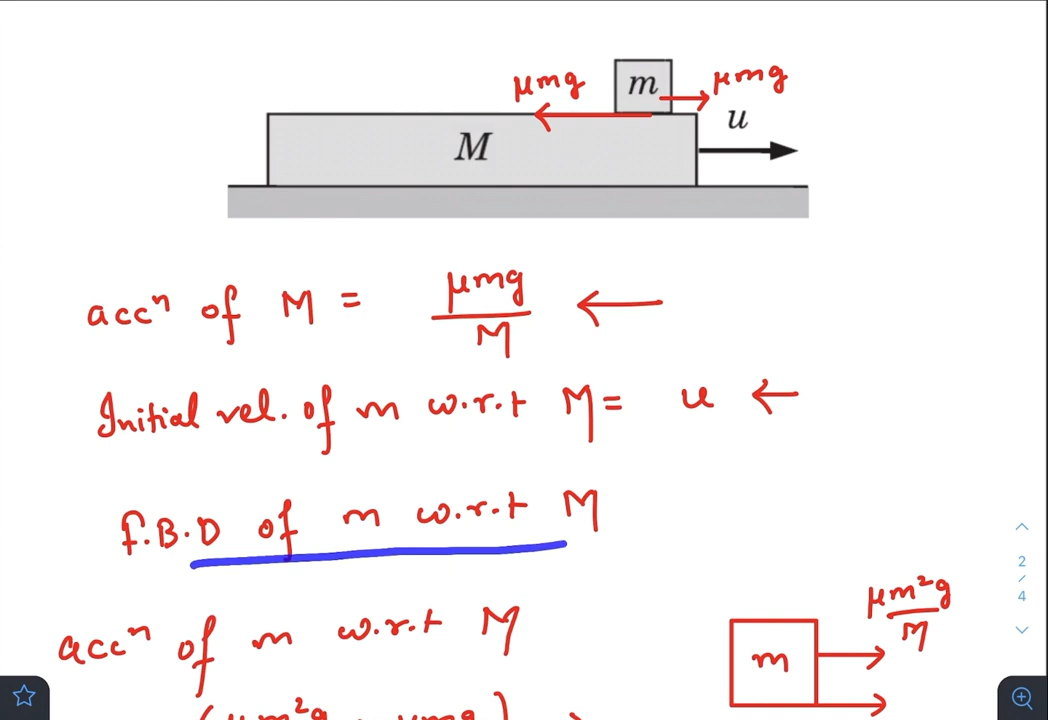 μmg m μmg
u
M
accⁿ of M = μmg/M ←
Initial vel. of m w.r.t M = u ←
F.B.D of m w.r.t M
accⁿ of m w.r.t M
μm²g/M
m
2
/
4